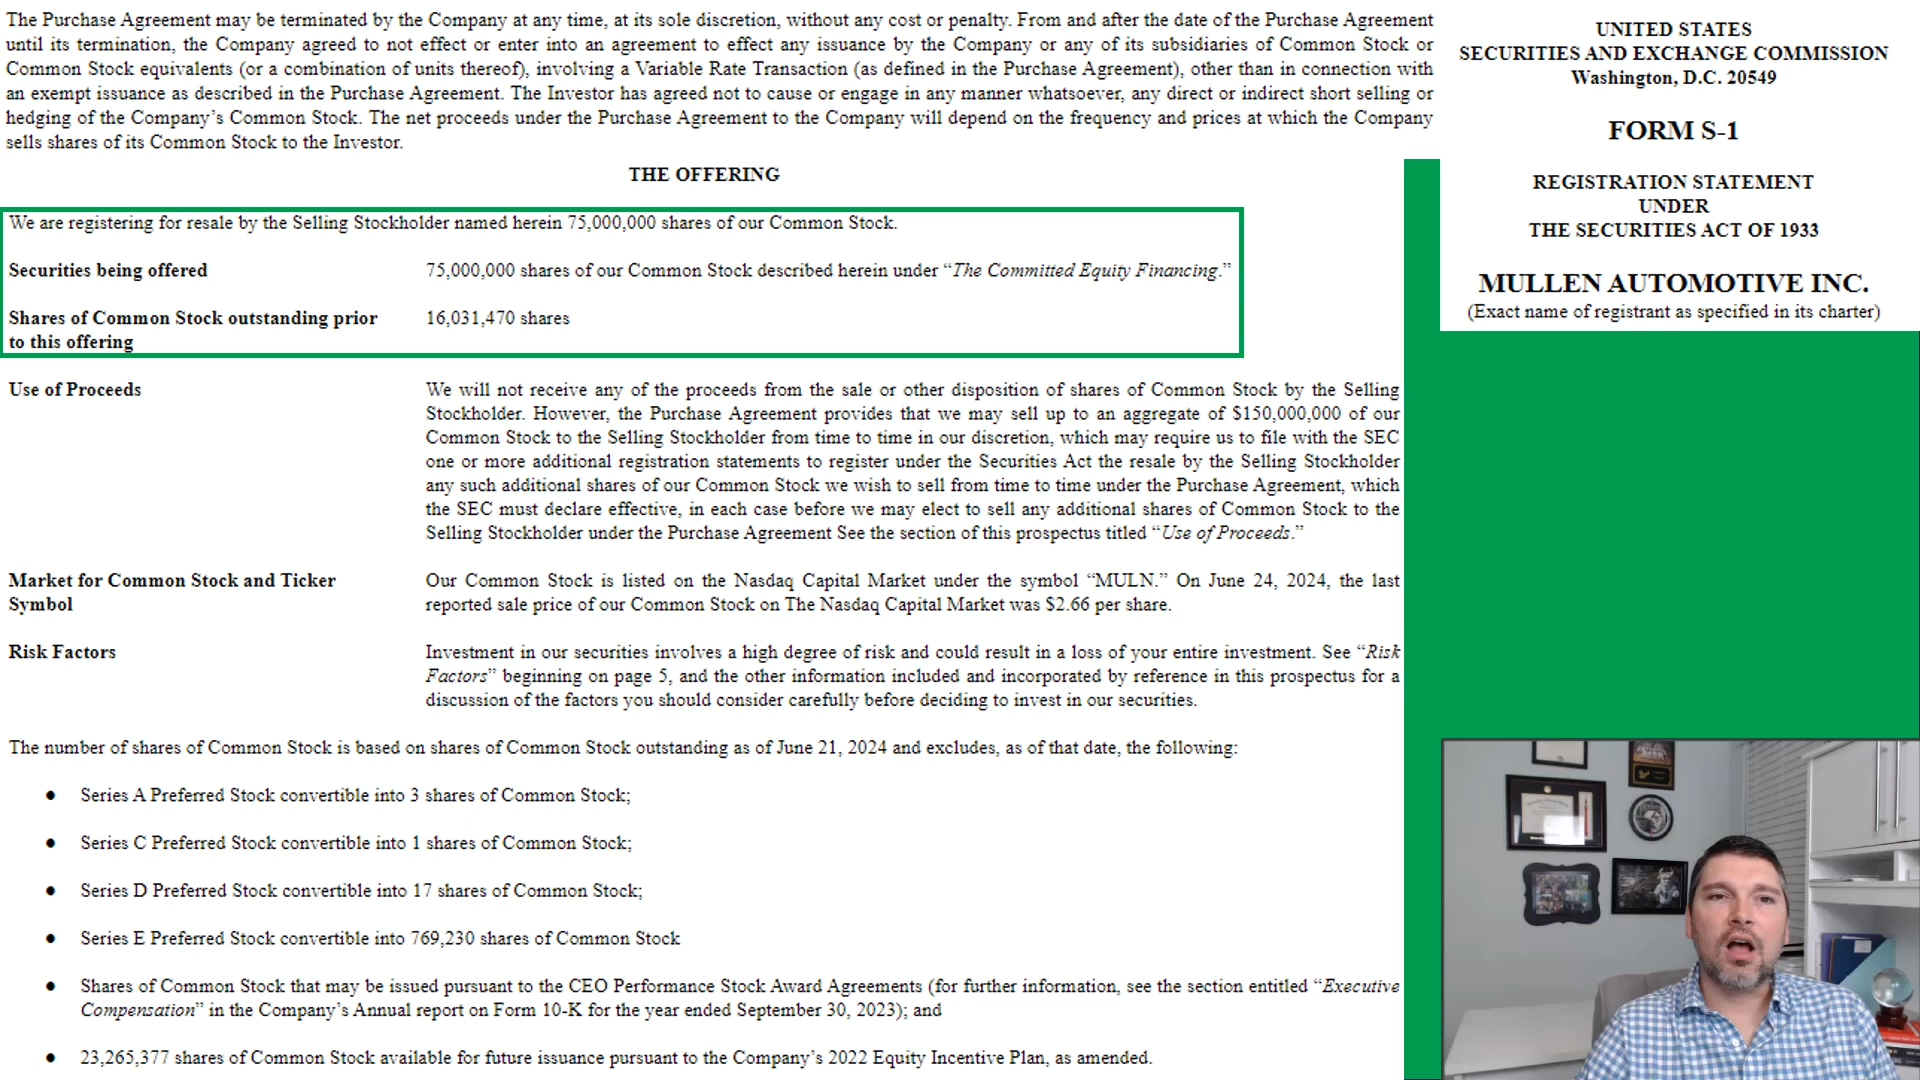 The Purchase Agreement may be terminated by the Company at any time, at its sole discretion, without any cost or penalty. From and after the date of the Purchase Agreement
until its termination, the Company agreed to not effect or enter into an agreement to effect any issuance by the Company or any of its subsidiaries of Common Stock or
Common Stock equivalents (or a combination of units thereof), involving a Variable Rate Transaction (as defined in the Purchase Agreement), other than in connection with
an exempt issuance as described in the Purchase Agreement. The Investor has agreed not to cause or engage in any manner whatsoever, any direct or indirect short selling or
hedging of the Company’s Common Stock. The net proceeds under the Purchase Agreement to the Company will depend on the frequency and prices at which the Company
sells shares of its Common Stock to the Investor.
THE OFFERING
We are registering for resale by the Selling Stockholder named herein 75,000,000 shares of our Common Stock.
Securities being offered
75,000,000 shares of our Common Stock described herein under “The Committed Equity Financing.”
Shares of Common Stock outstanding prior
to this offering
16,031,470 shares
Use of Proceeds
We will not receive any of the proceeds from the sale or other disposition of shares of Common Stock by the Selling
Stockholder. However, the Purchase Agreement provides that we may sell up to an aggregate of $150,000,000 of our
Common Stock to the Selling Stockholder from time to time in our discretion, which may require us to file with the SEC
one or more additional registration statements to register under the Securities Act the resale by the Selling Stockholder
any such additional shares of our Common Stock we wish to sell from time to time under the Purchase Agreement, which
the SEC must declare effective, in each case before we may elect to sell any additional shares of Common Stock to the
Selling Stockholder under the Purchase Agreement See the section of this prospectus titled “Use of Proceeds.”
Market for Common Stock and Ticker
Symbol
Our Common Stock is listed on the Nasdaq Capital Market under the symbol “MULN.” On June 24, 2024, the last
reported sale price of our Common Stock on The Nasdaq Capital Market was $2.66 per share.
Risk Factors
Investment in our securities involves a high degree of risk and could result in a loss of your entire investment. See “Risk
Factors” beginning on page 5, and the other information included and incorporated by reference in this prospectus for a
discussion of the factors you should consider carefully before deciding to invest in our securities.
The number of shares of Common Stock is based on shares of Common Stock outstanding as of June 21, 2024 and excludes, as of that date, the following:
● Series A Preferred Stock convertible into 3 shares of Common Stock;
● Series C Preferred Stock convertible into 1 shares of Common Stock;
● Series D Preferred Stock convertible into 17 shares of Common Stock;
● Series E Preferred Stock convertible into 769,230 shares of Common Stock
● Shares of Common Stock that may be issued pursuant to the CEO Performance Stock Award Agreements (for further information, see the section entitled “Executive
Compensation” in the Company’s Annual report on Form 10-K for the year ended September 30, 2023); and
● 23,265,377 shares of Common Stock available for future issuance pursuant to the Company’s 2022 Equity Incentive Plan, as amended.
UNITED STATES
SECURITIES AND EXCHANGE COMMISSION
Washington, D.C. 20549
FORM S-1
REGISTRATION STATEMENT
UNDER
THE SECURITIES ACT OF 1933
MULLEN AUTOMOTIVE INC.
(Exact name of registrant as specified in its charter)